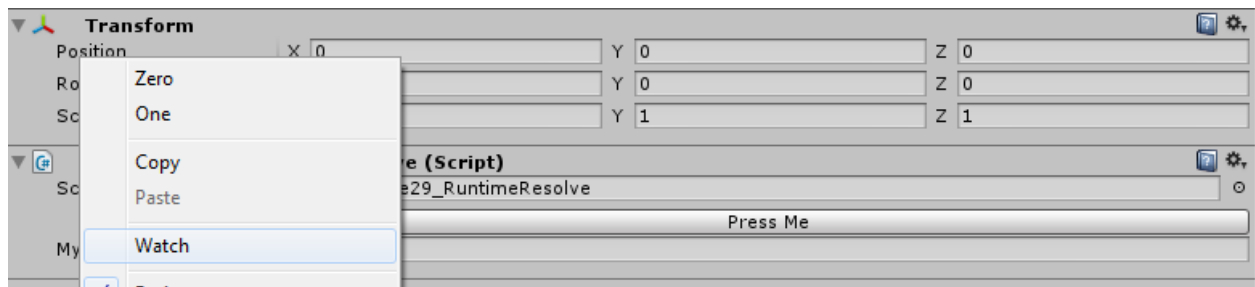 Transform
Position X 0 Y 0 Z 0
Ro Zero Y 0 Z 0
Sc One Y 1 Z 1
Copy e (Script)
Sc Paste e29_RuntimeResolve
Press Me
My Watch